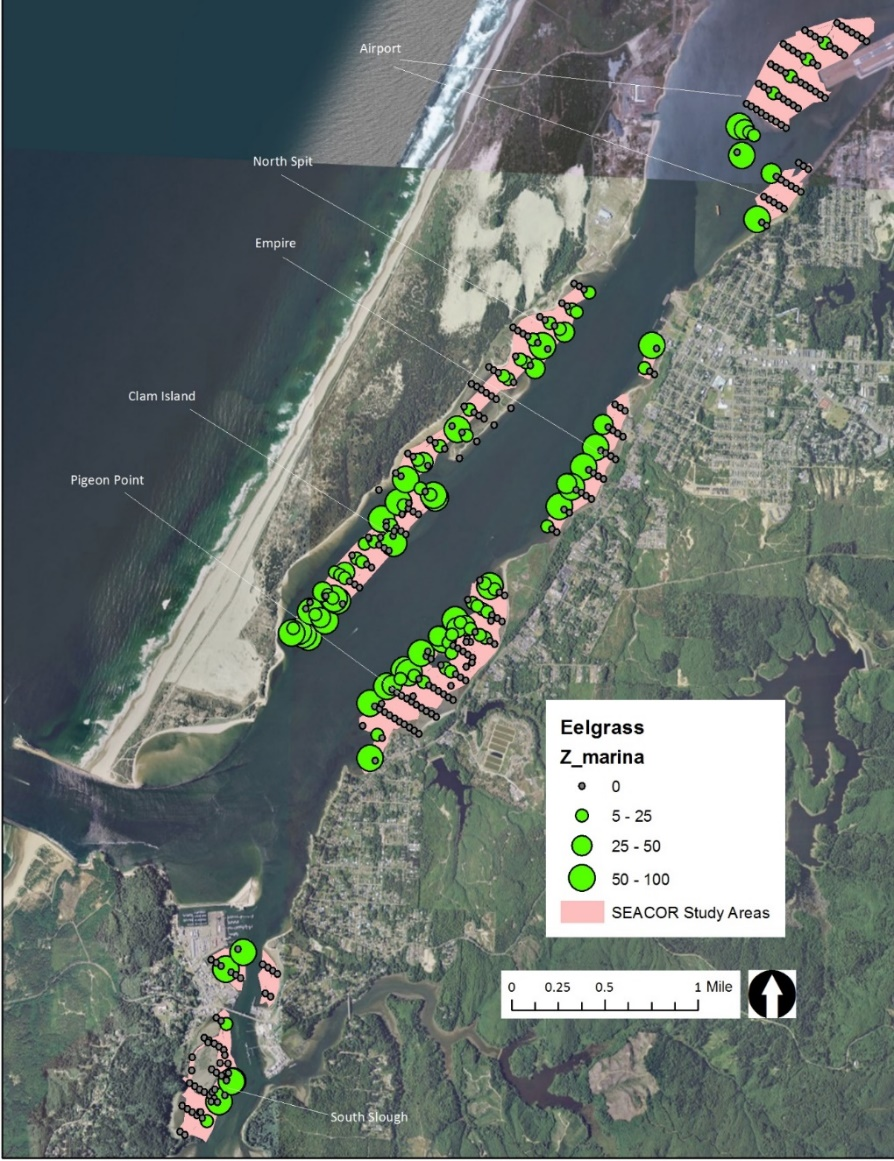 Airport
North Spit
Empire
Clam Island
Pigeon Point
Eelgrass
Z_marina
0
5 - 25
25 - 50
50 - 100
SEACOR Study Areas
0 0.25 0.5 1 Mile
South Slough